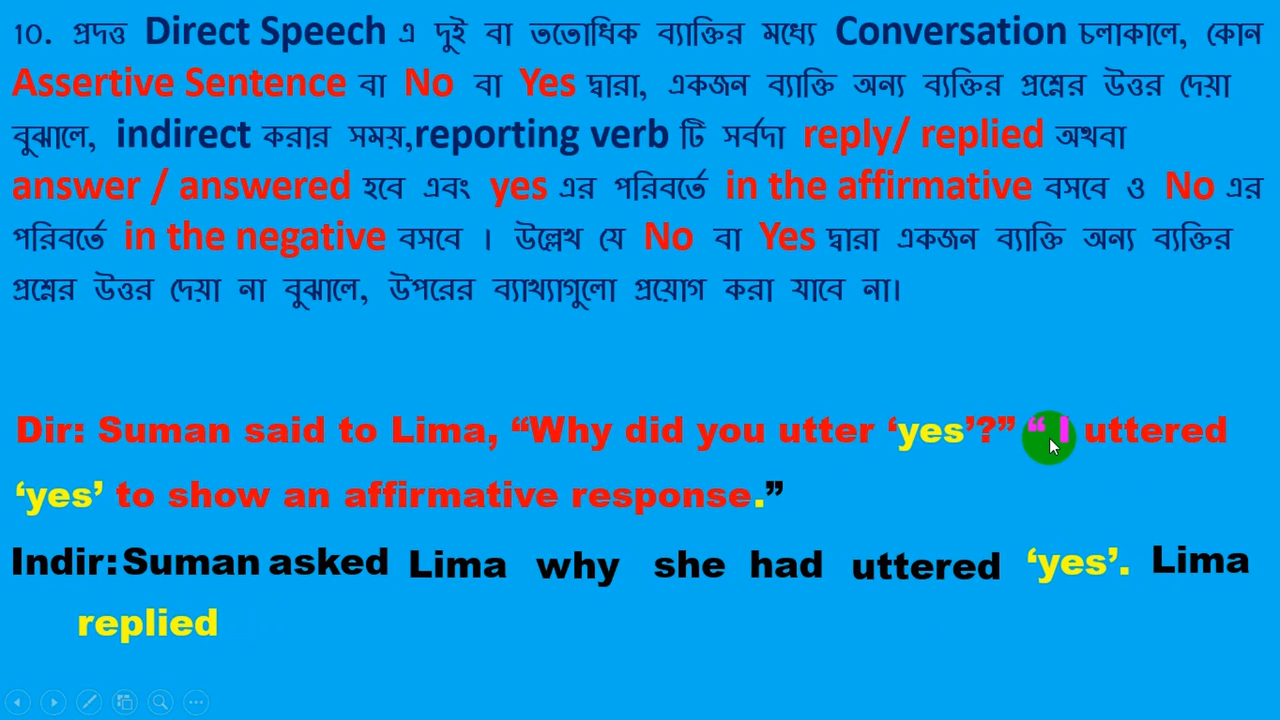 10. প্রদত্ত Direct Speech এ দুই বা ততোধিক ব্যাক্তির মধ্যে Conversation চলাকালে, কোন
Assertive Sentence বা No বা Yes দ্বারা, একজন ব্যাক্তি অন্য ব্যক্তির প্রশ্নের উত্তর দেয়া
বুঝালে, indirect করার সময়,reporting verb টি সর্বদা reply/ replied অথবা
answer / answered হবে এবং yes এর পরিবর্তে in the affirmative বসবে ও No এর
পরিবর্তে in the negative বসবে । উল্লেখ যে No বা Yes দ্বারা একজন ব্যাক্তি অন্য ব্যক্তির
প্রশ্নের উত্তর দেয়া না বুঝালে, উপরের ব্যাখ্যাগুলো প্রয়োগ করা যাবে না।
Dir: Suman said to Lima, “Why did you utter ‘yes’?” “ I uttered
‘yes’ to show an affirmative response.”
Indir: Suman asked Lima why she had uttered ‘yes’. Lima
replied